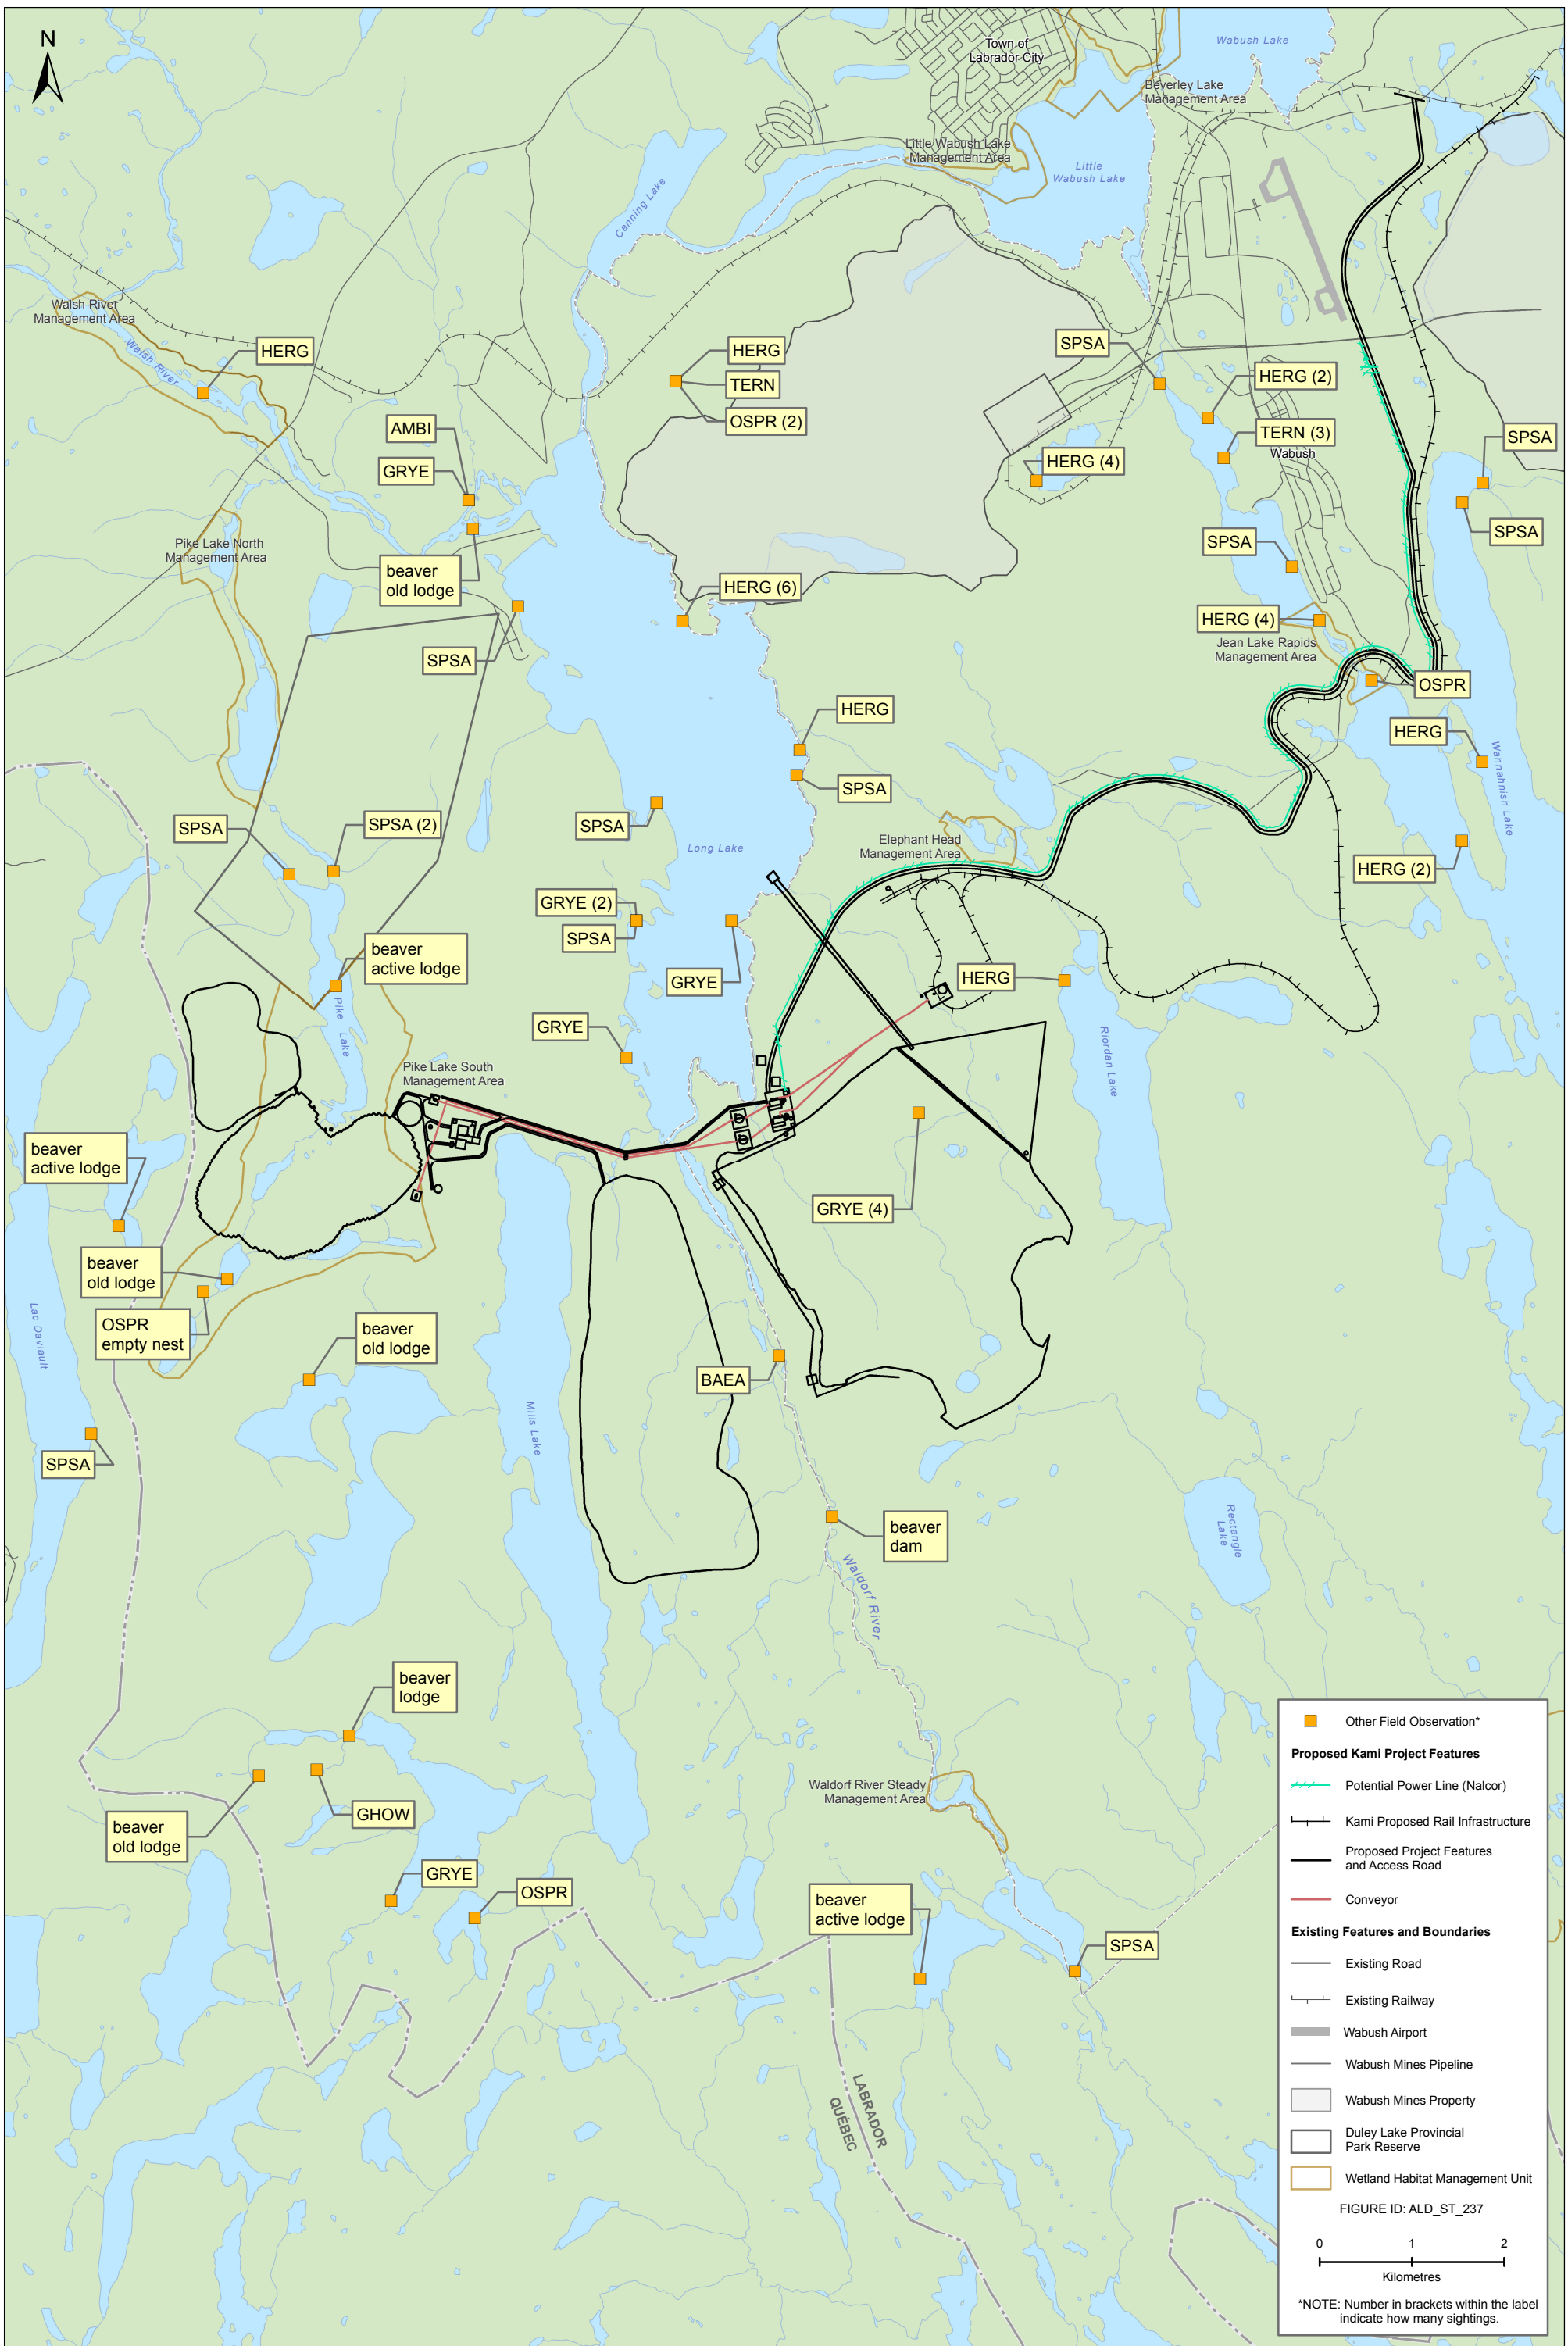 N
Town of
Labrador City
Wabush Lake
Beverley Lake
Management Area
Little Wabush Lake
Management Area
Little
Wabush Lake
Canning Lake
Walsh River
Management Area
Walsh River
HERG
HERG
TERN
OSPR (2)
SPSA
HERG (2)
TERN (3)
Wabush
SPSA
AMBI
GRYE
HERG (4)
SPSA
Pike Lake North
Management Area
beaver
old lodge
SPSA
HERG (6)
HERG (4)
Jean Lake Rapids
Management Area
SPSA
OSPR
HERG
HERG
Wahnahnish Lake
SPSA
SPSA
SPSA (2)
SPSA
Long Lake
Elephant Head
Management Area
HERG (2)
GRYE (2)
SPSA
beaver
active lodge
GRYE
HERG
Pike Lake
GRYE
Riordan Lake
Pike Lake South
Management Area
beaver
active lodge
GRYE (4)
beaver
old lodge
OSPR
empty nest
Lac Daviault
beaver
old lodge
BAEA
Mills Lake
SPSA
beaver
dam
Rectangle
Lake
Waldorf River
beaver
lodge
GHOW
beaver
old lodge
Waldorf River Steady
Management Area
GRYE
OSPR
beaver
active lodge
SPSA
LABRADOR
QUÉBEC
Other Field Observation*
Proposed Kami Project Features
Potential Power Line (Nalcor)
Kami Proposed Rail Infrastructure
Proposed Project Features
and Access Road
Conveyor
Existing Features and Boundaries
Existing Road
Existing Railway
Wabush Airport
Wabush Mines Pipeline
Wabush Mines Property
Duley Lake Provincial
Park Reserve
Wetland Habitat Management Unit
FIGURE ID: ALD_ST_237
0 1 2
Kilometres
*NOTE: Number in brackets within the label
indicate how many sightings.